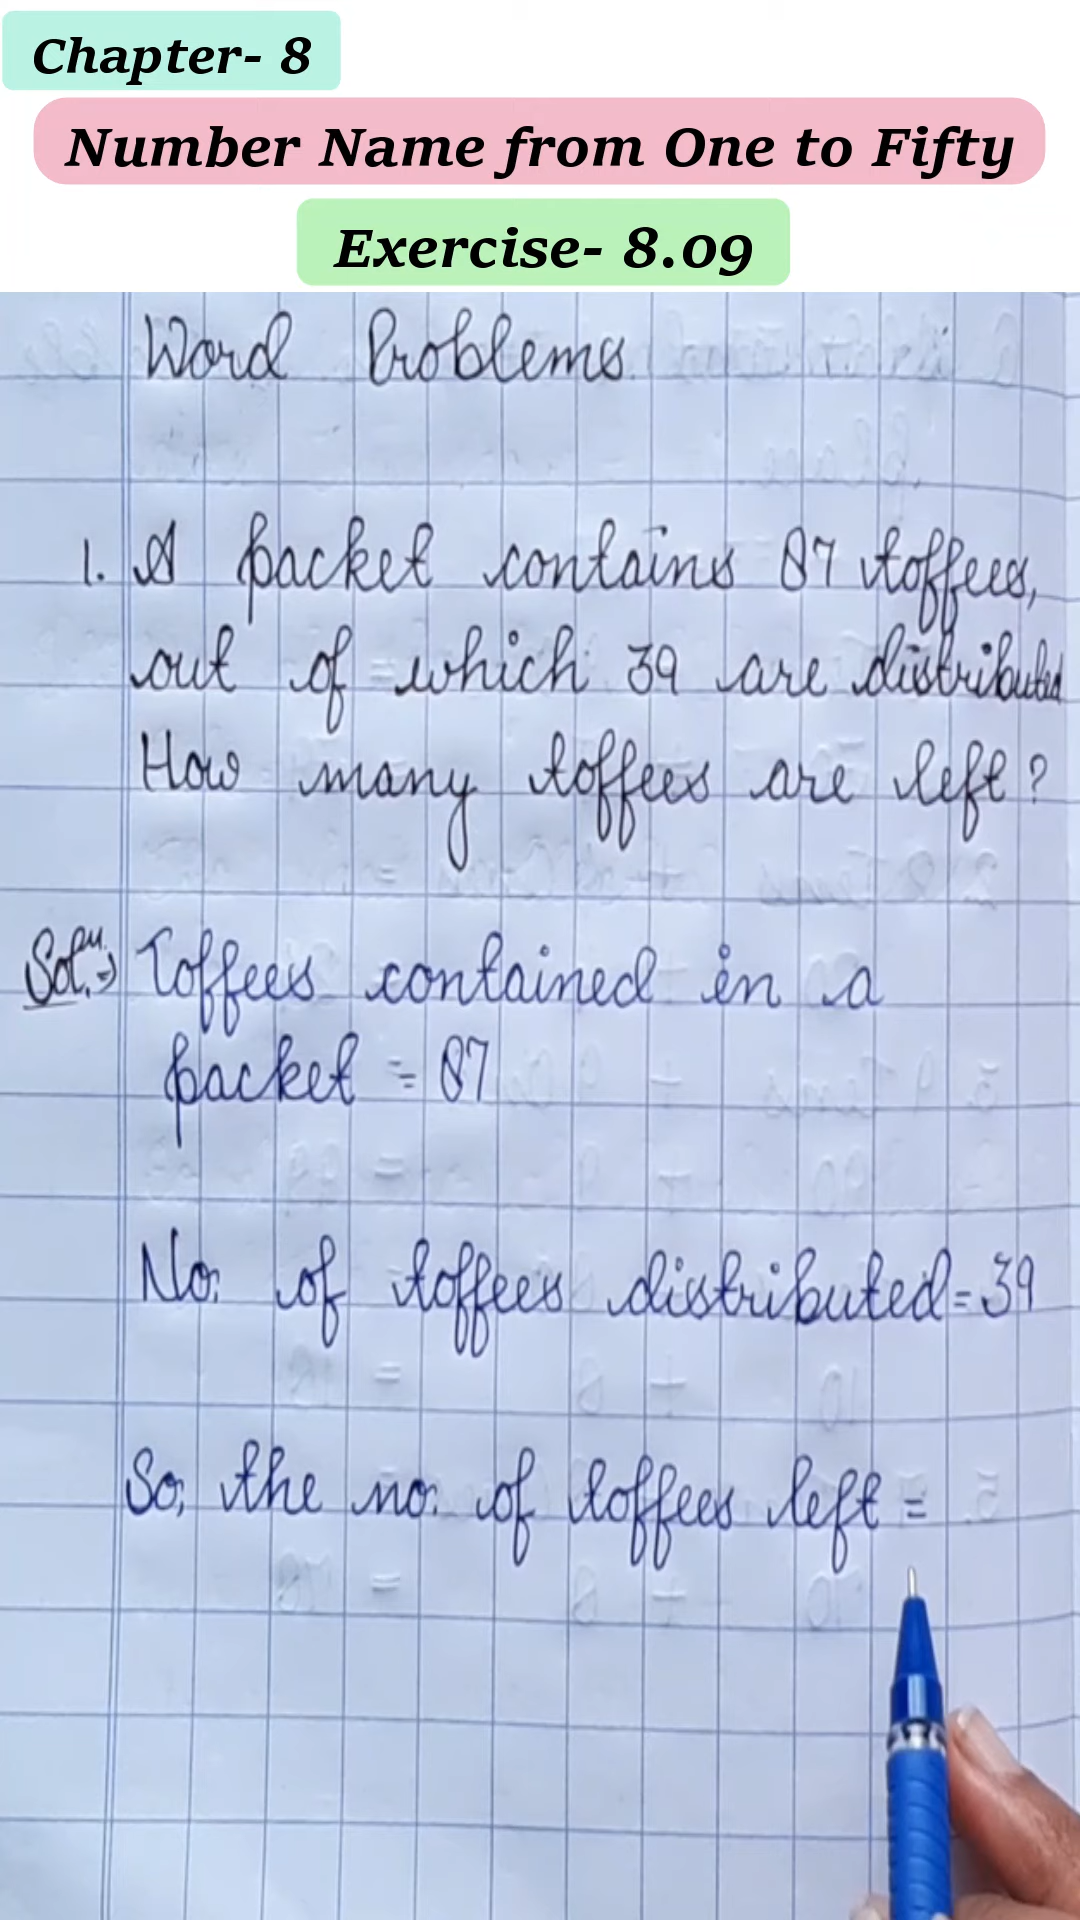 Chapter- 8
Number Name from One to Fifty
Exercise- 8.09
Word Problems
1. A packet contains 87 toffees,
out of which 39 are distributed
How many toffees are left?
Solⁿ.⇒ Toffees contained in a
packet = 87
No. of toffees distributed = 39
So, the no. of toffees left =